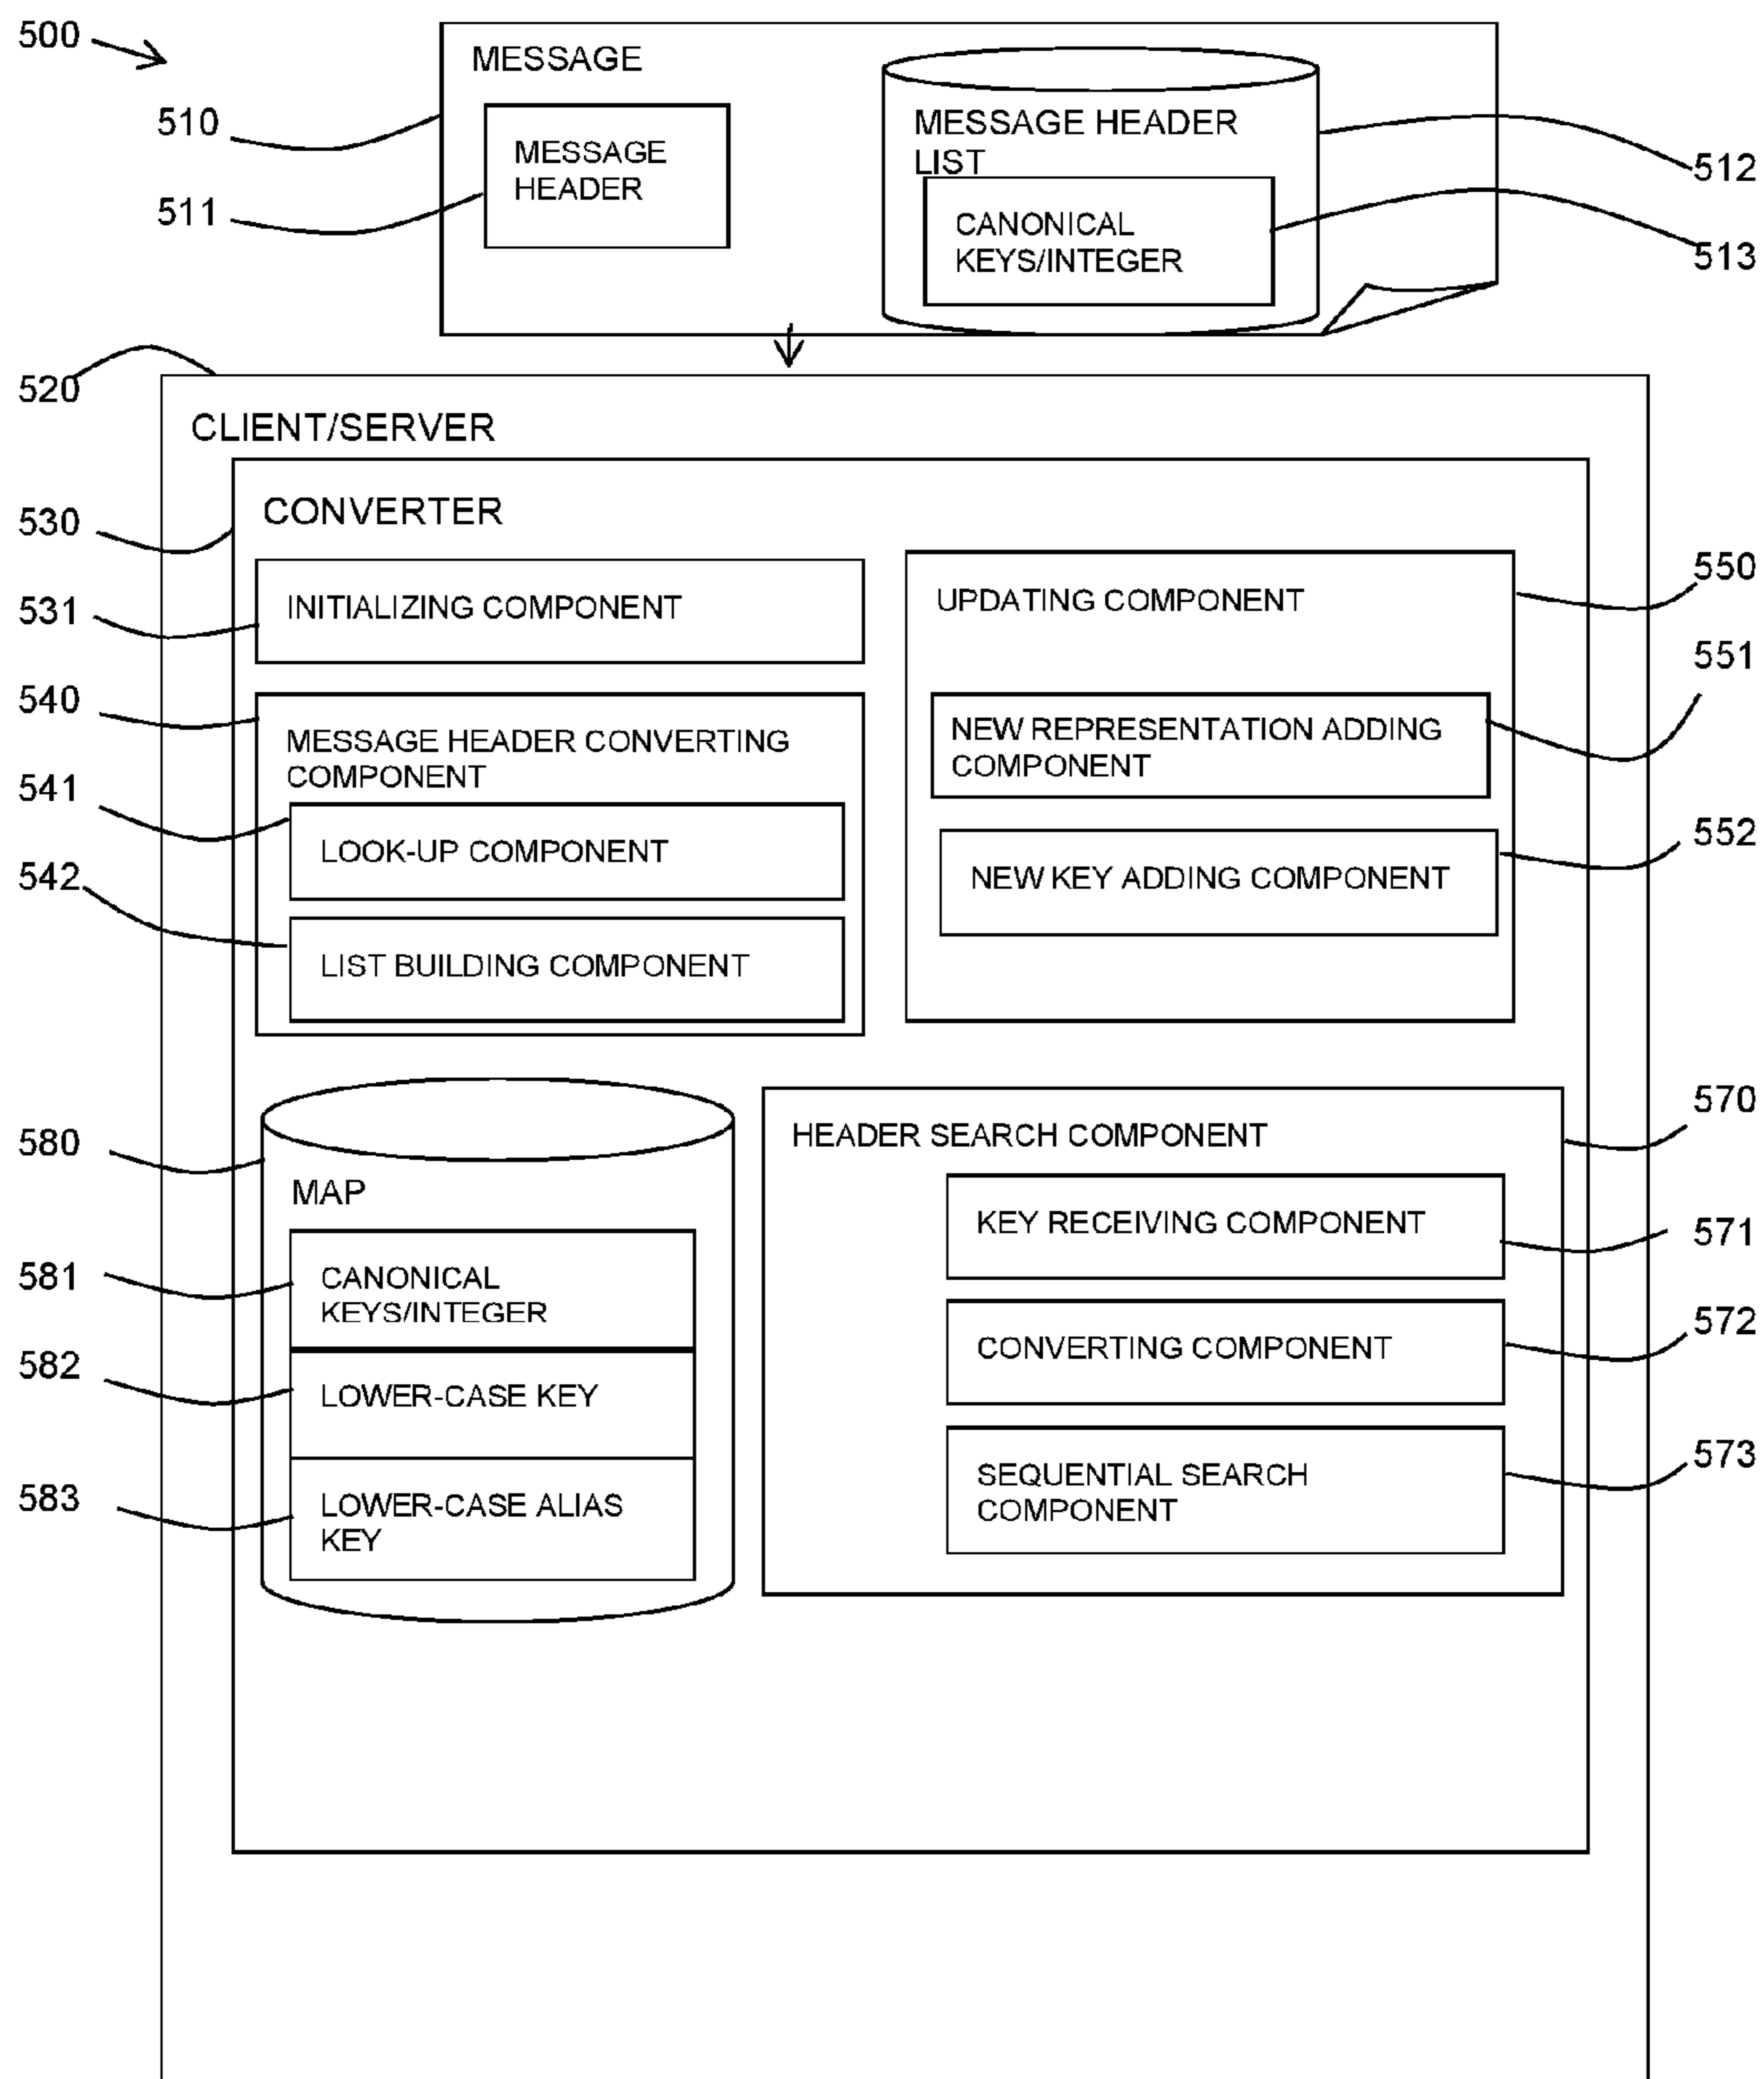 500
MESSAGE
510
MESSAGE
HEADER
511
MESSAGE HEADER
LIST
512
CANONICAL
KEYS/INTEGER
513
520
CLIENT/SERVER
530
CONVERTER
531
INITIALIZING COMPONENT
540
MESSAGE HEADER CONVERTING
COMPONENT
541
LOOK-UP COMPONENT
542
LIST BUILDING COMPONENT
550
UPDATING COMPONENT
551
NEW REPRESENTATION ADDING
COMPONENT
552
NEW KEY ADDING COMPONENT
580
MAP
581
CANONICAL
KEYS/INTEGER
582
LOWER-CASE KEY
583
LOWER-CASE ALIAS
KEY
570
HEADER SEARCH COMPONENT
KEY RECEIVING COMPONENT
571
CONVERTING COMPONENT
572
SEQUENTIAL SEARCH
COMPONENT
573